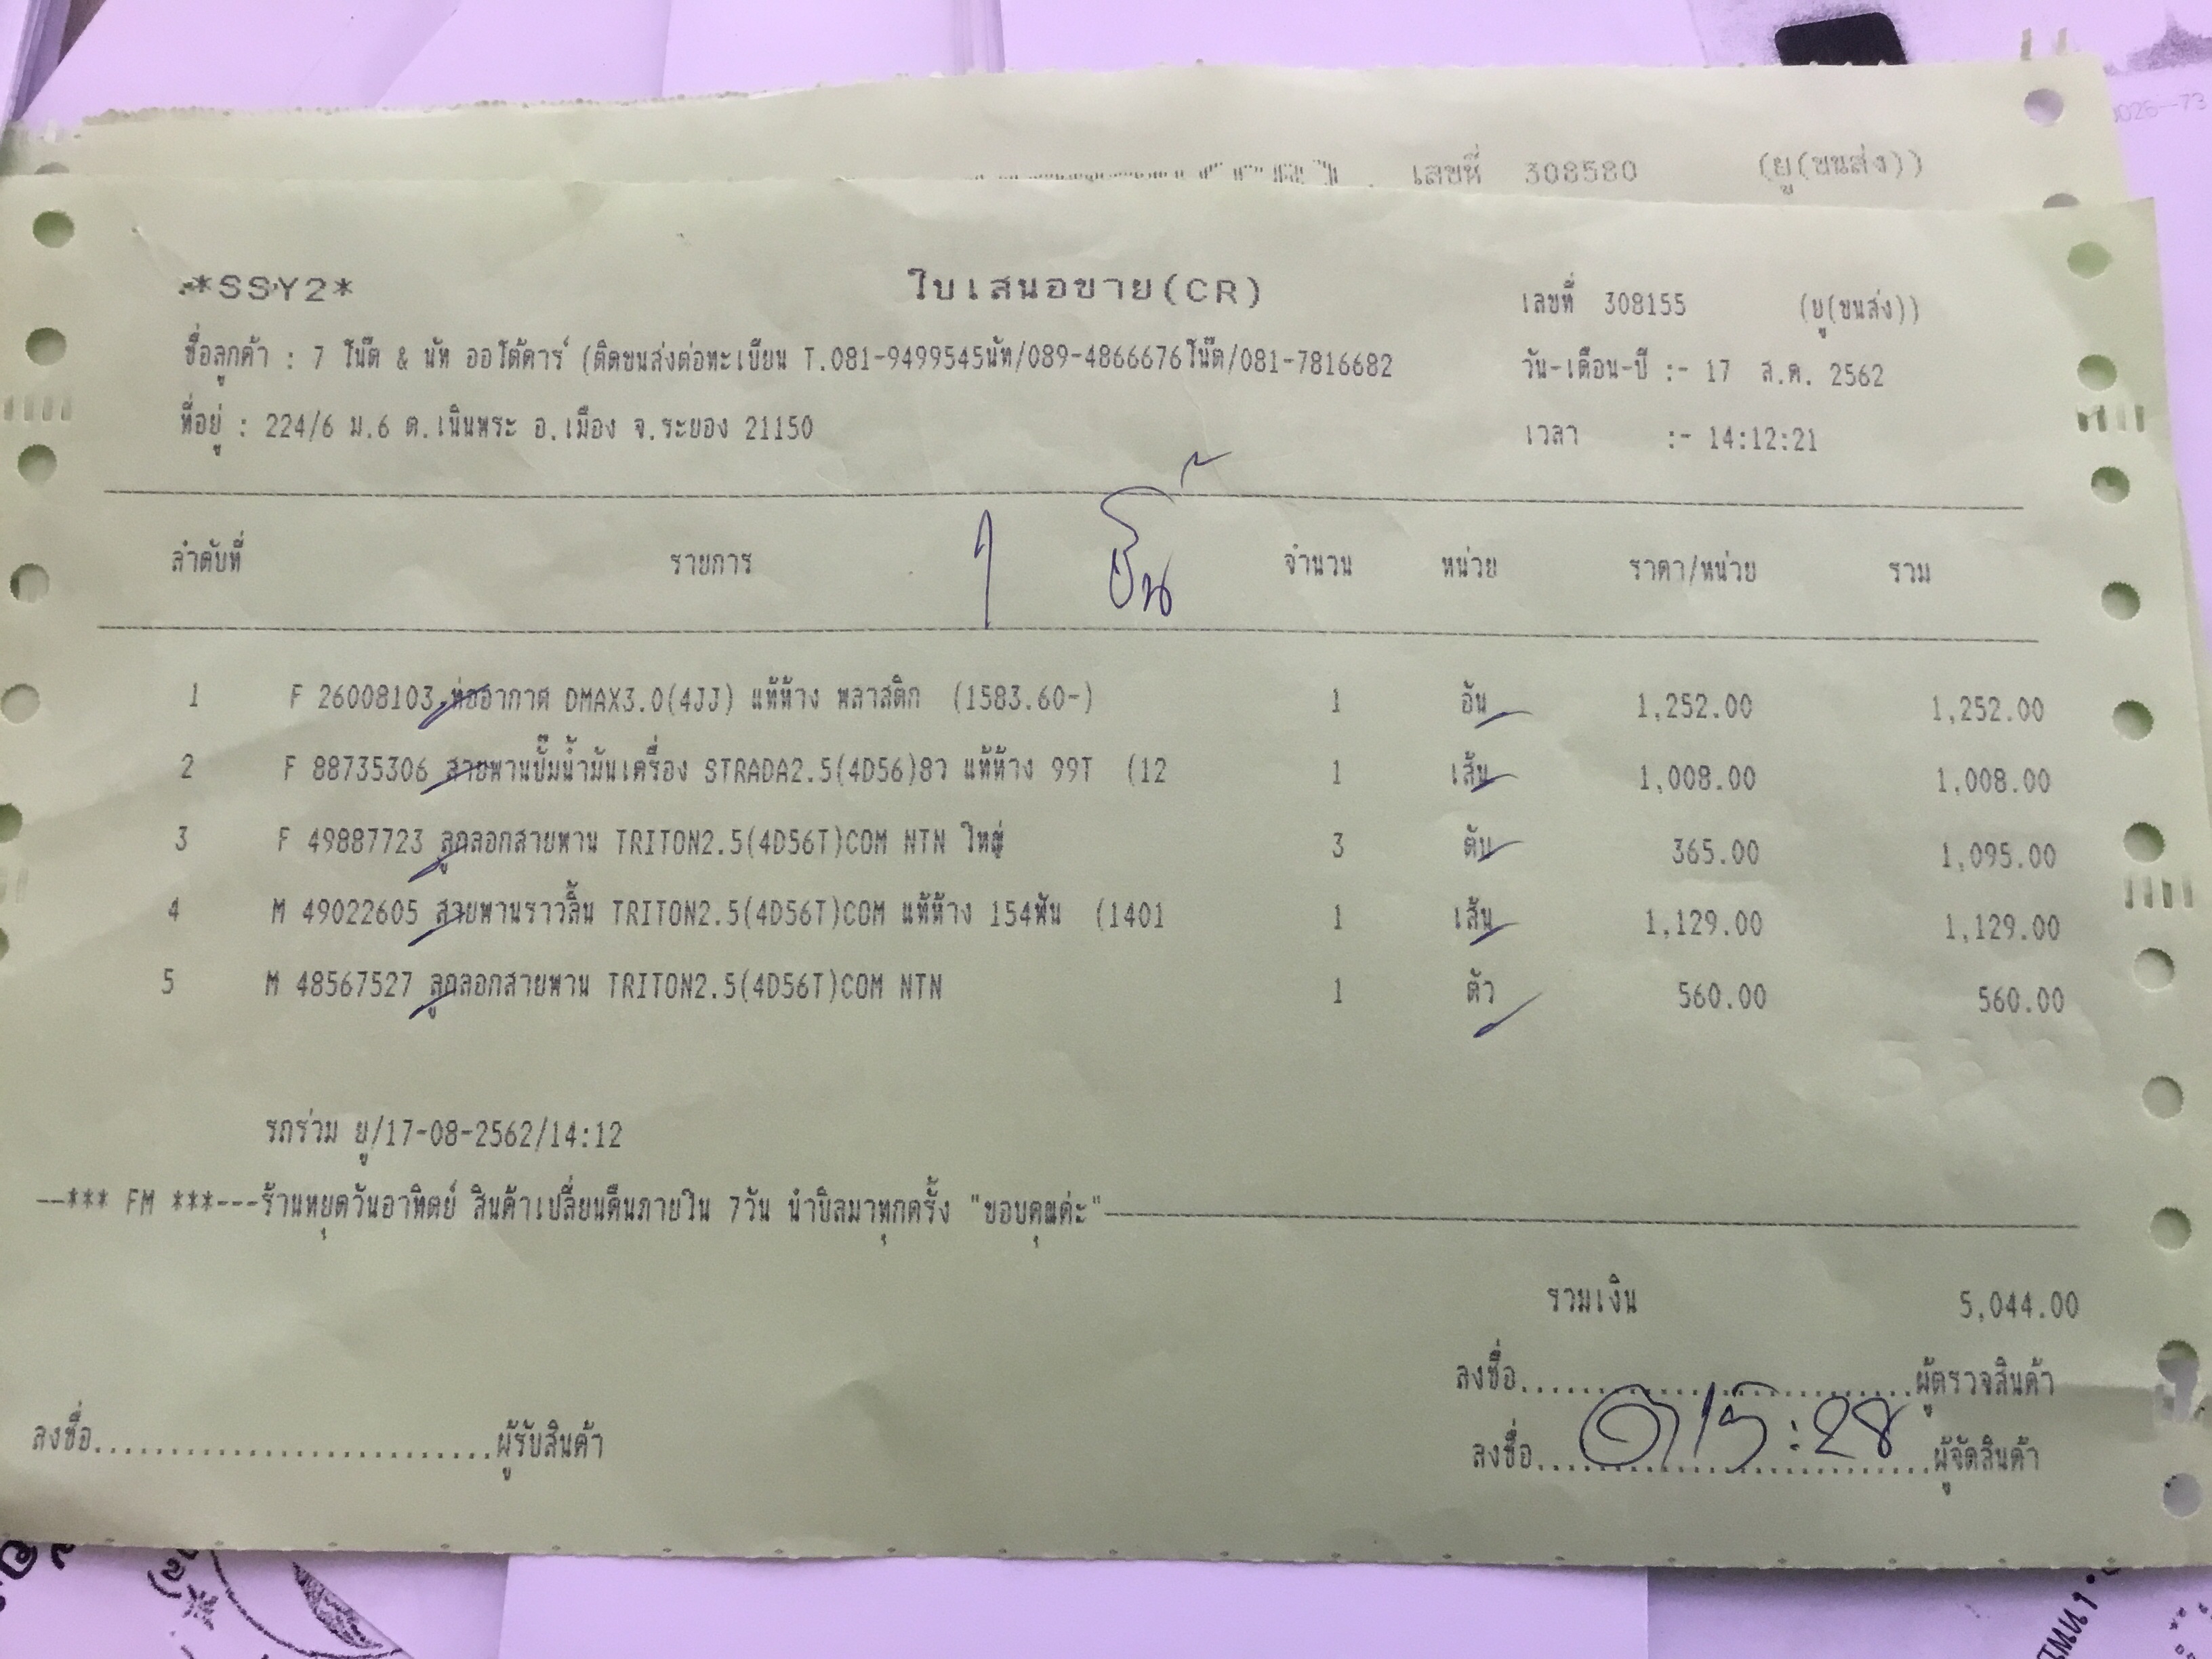 เลขที่ 308580 (ยู(ขนส่ง))
*SSY2* ใบเสนอขาย(CR) เลขที่ 308155 (ยู(ขนส่ง))
ชื่อลูกค้า : 7 โน๊ต & นัท ออโต้คาร์ (ติดขนส่งต่อทะเบียน T.081-9499545นัท/089-4866676โน๊ต/081-7816682 วัน-เดือน-ปี :- 17 ส.ค. 2562
ที่อยู่ : 224/6 ม.6 ต.เนินพระ อ.เมือง จ.ระยอง 21150 เวลา :- 14:12:21
ลำดับที่ รายการ จำนวน หน่วย ราคา/หน่วย รวม
1 F 26008103 ท่ออากาศ DMAX3.0(4JJ) แท้ห้าง พลาสติก (1583.60-) 1 อัน 1,252.00 1,252.00
2 F 88735306 สายพานปั๊มน้ำมันเครื่อง STRADA2.5(4D56)8ว แท้ห้าง 99T (12 1 เส้น 1,008.00 1,008.00
3 F 49887723 ลูกลอกสายพาน TRITON2.5(4D56T)COM NTN ใหญ่ 3 ตับ 365.00 1,095.00
4 M 49022605 สายพานราวลิ้น TRITON2.5(4D56T)COM แท้ห้าง 154ฟัน (1401 1 เส้น 1,129.00 1,129.00
5 M 48567527 ลูกลอกสายพาน TRITON2.5(4D56T)COM NTN 1 ตัว 560.00 560.00
รถร่วม ยู/17-08-2562/14:12
--*** FM ***---ร้านหยุดวันอาทิตย์ สินค้าเปลี่ยนคืนภายใน 7วัน นำบิลมาทุกครั้ง "ขอบคุณค่ะ"
รวมเงิน 5,044.00
ลงชื่อ..............................ผู้ตรวจสินค้า
ลงชื่อ..............................ผู้รับสินค้า ลงชื่อ.....15:28.....ผู้จัดสินค้า